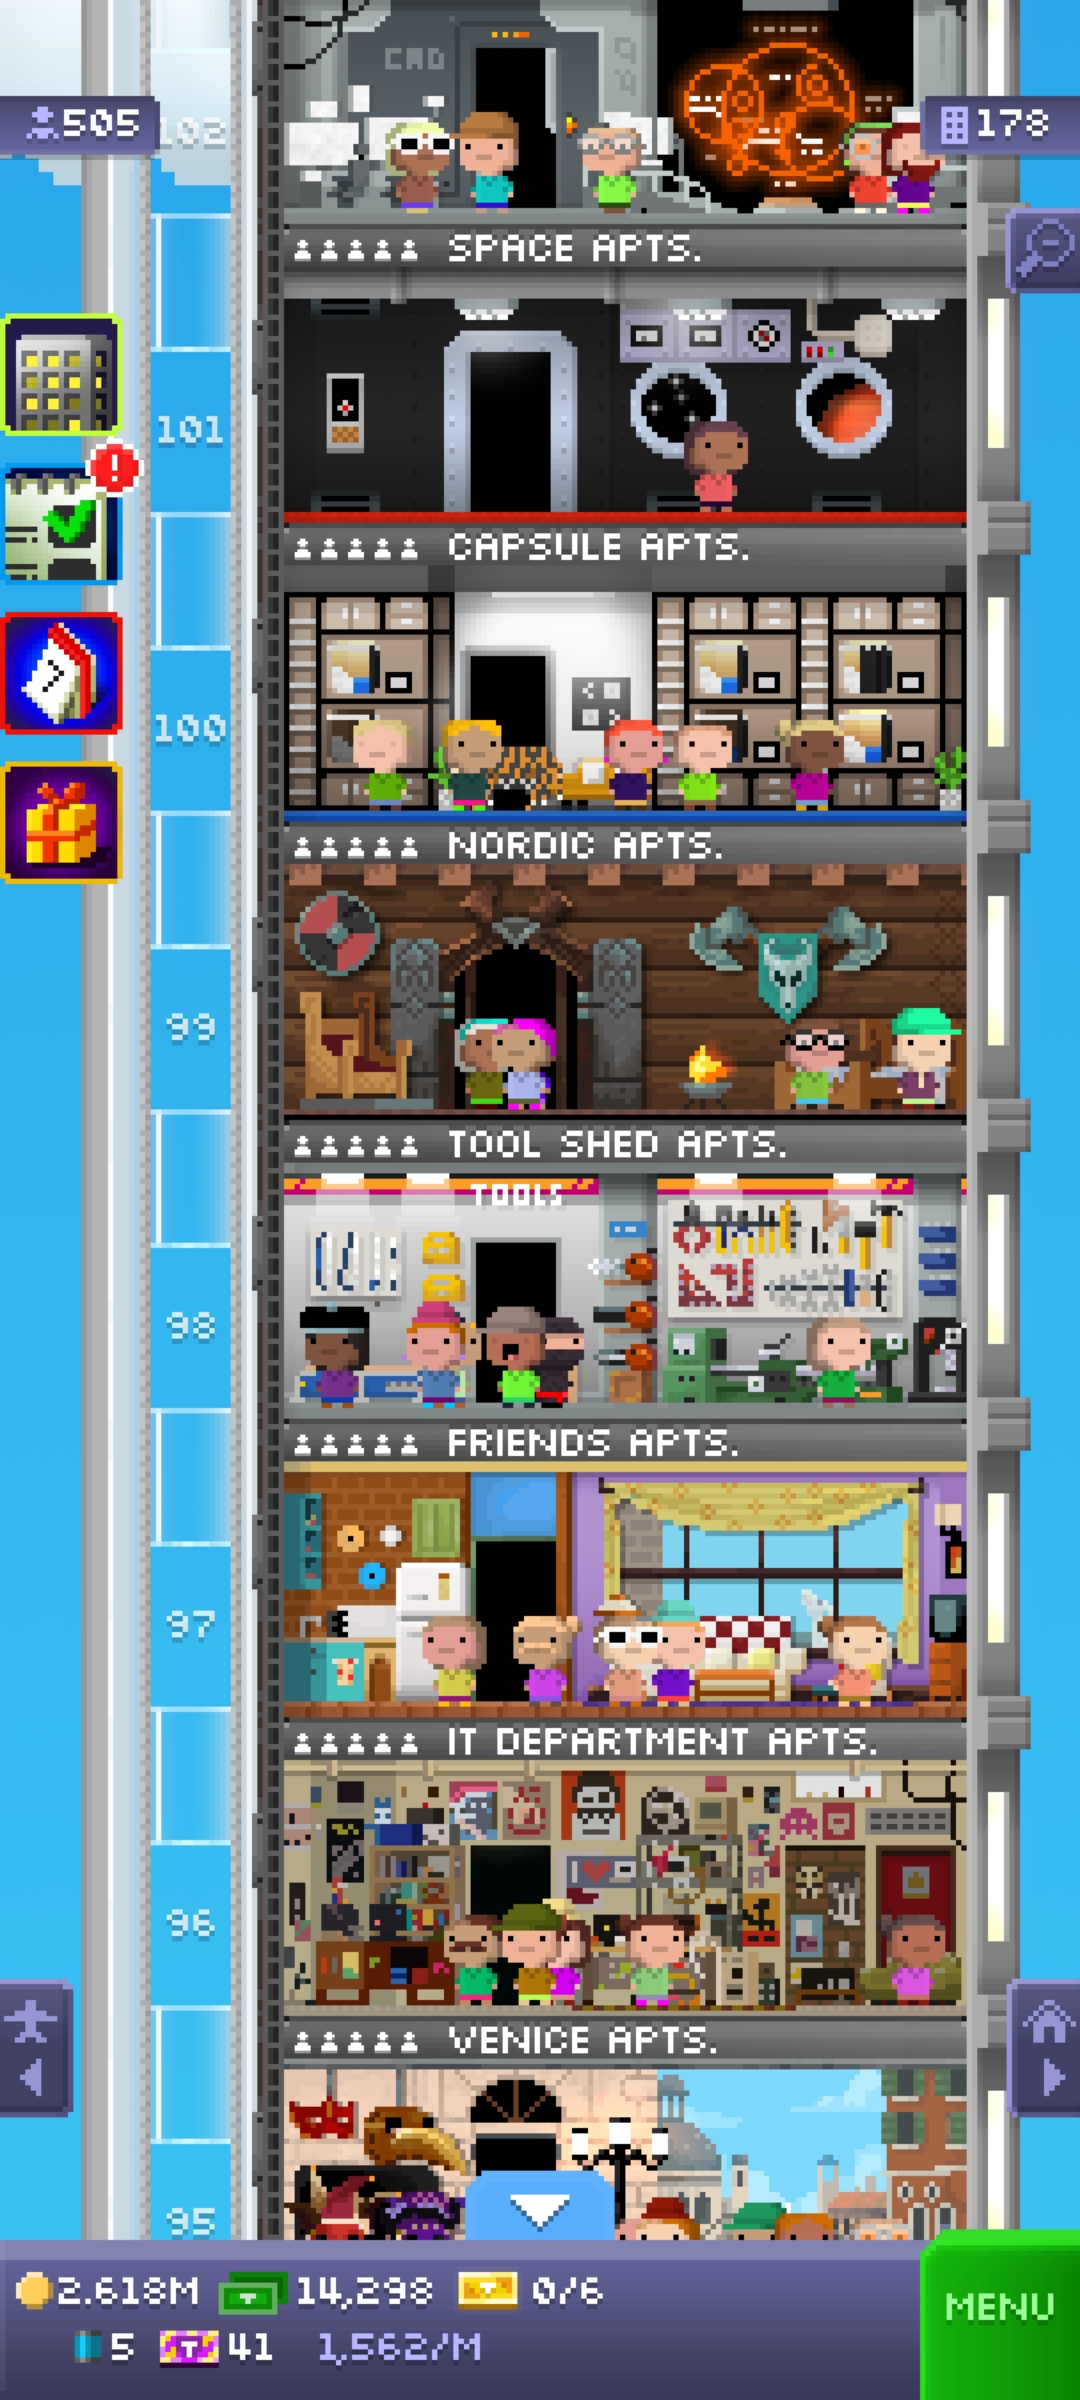 CMD
94
505
102
178
SPACE APTS.
101
CAPSULE APTS.
100
NORDIC APTS.
99
TOOL SHED APTS.
TOOLS
98
FRIENDS APTS.
97
IT DEPARTMENT APTS.
96
VENICE APTS.
95
2.618M 14,298 0/6
5 41 1,562/M
MENU